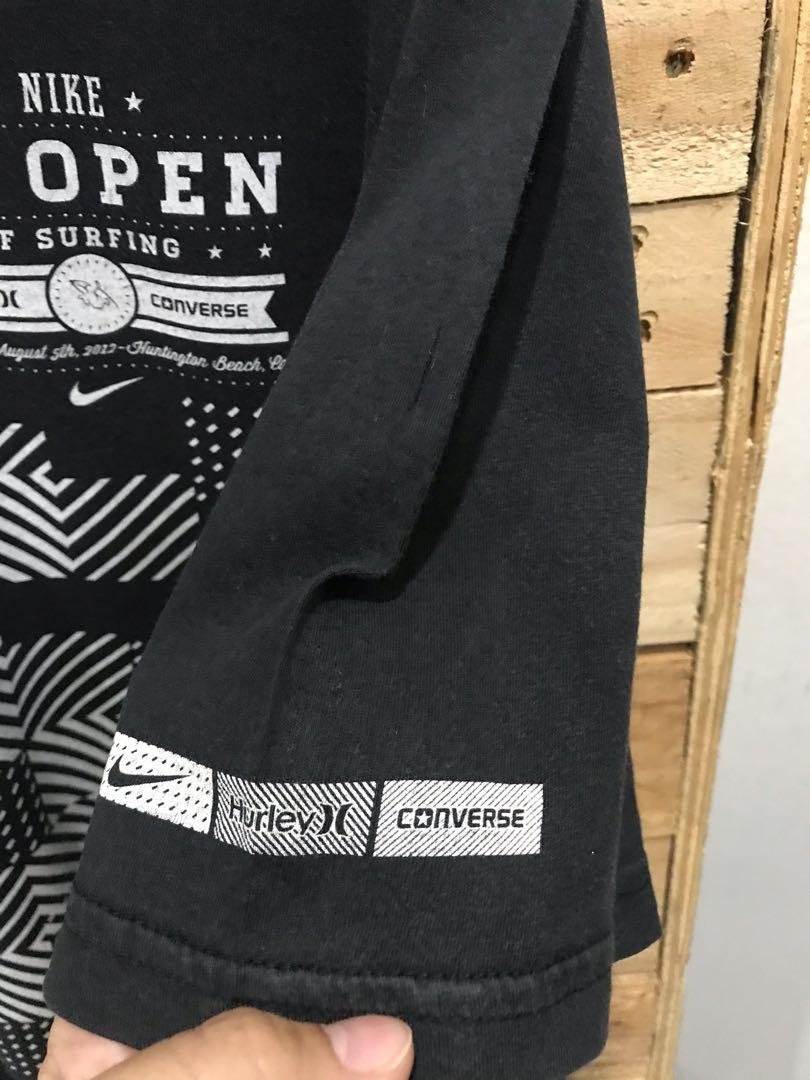 NIKE ★
OPEN
F SURFING ★ ★
CONVERSE
August 5th, 2012-Huntington Beach,
Hurley CONVERSE